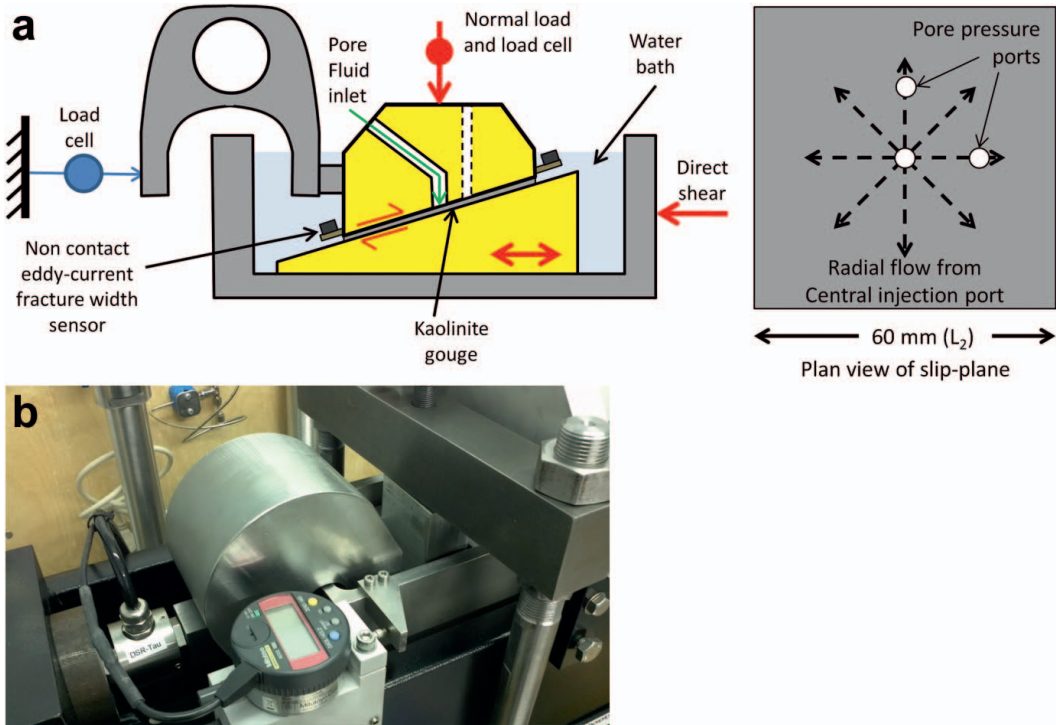 a
Normal load
and load cell
Pore
Fluid
inlet
Water
bath
Load
cell
Direct
shear
Non contact
eddy-current
fracture width
sensor
Kaolinite
gouge
Pore pressure
ports
Radial flow from
Central injection port
60 mm (L₂)
Plan view of slip-plane
b
DSR-Tau